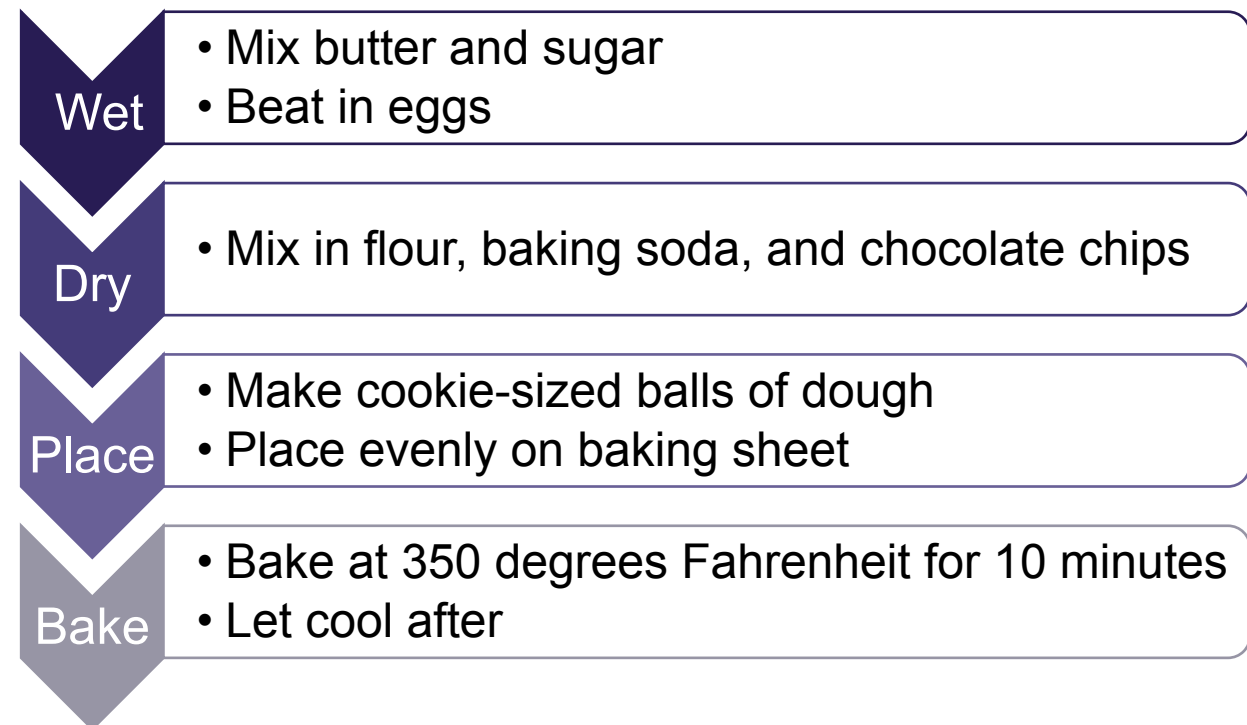 Wet
• Mix butter and sugar
• Beat in eggs
Dry
• Mix in flour, baking soda, and chocolate chips
Place
• Make cookie-sized balls of dough
• Place evenly on baking sheet
Bake
• Bake at 350 degrees Fahrenheit for 10 minutes
• Let cool after